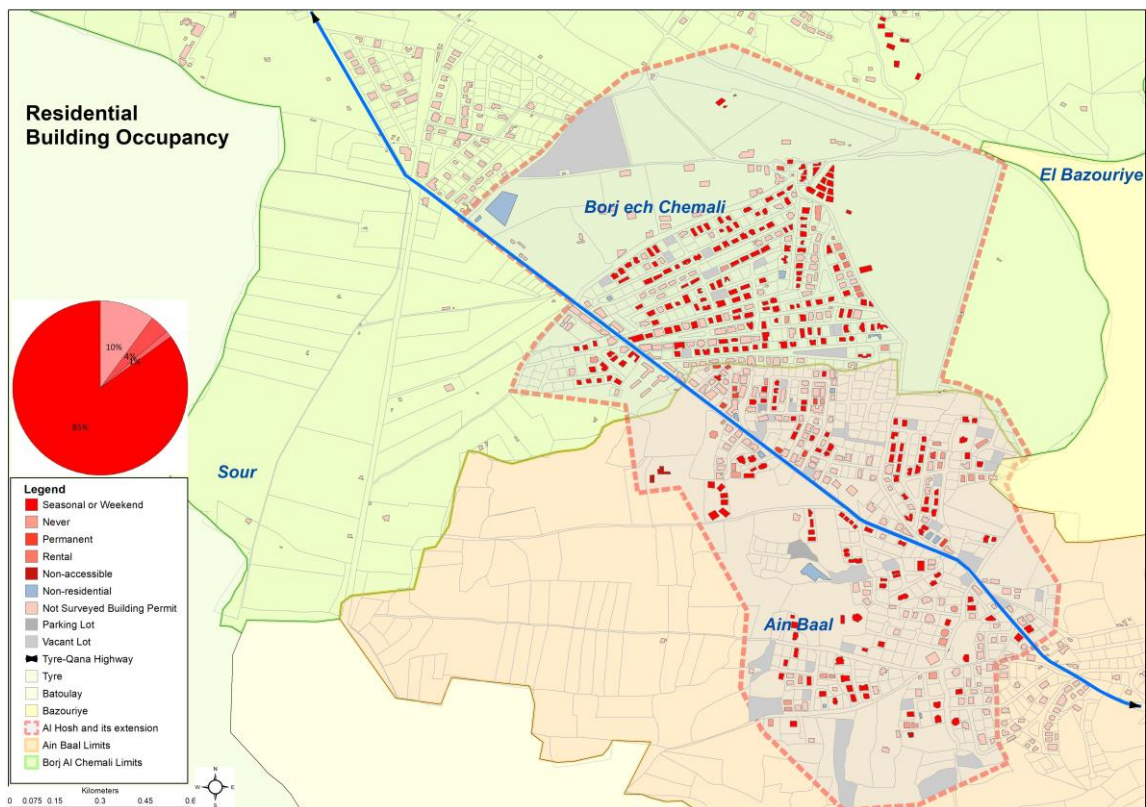 Residential
Building Occupancy
El Bazouriye
Borj ech Chemali
10%
4%
1%
85%
Sour
Ain Baal
Legend
Seasonal or Weekend
Never
Permanent
Rental
Non-accessible
Non-residential
Not Surveyed Building Permit
Parking Lot
Vacant Lot
Tyre-Qana Highway
Tyre
Batoulay
Bazouriye
Al Hosh and its extension
Ain Baal Limits
Borj Al Chemali Limits
Kilometers
0 0.075 0.15 0.3 0.45 0.6
N
W E
S